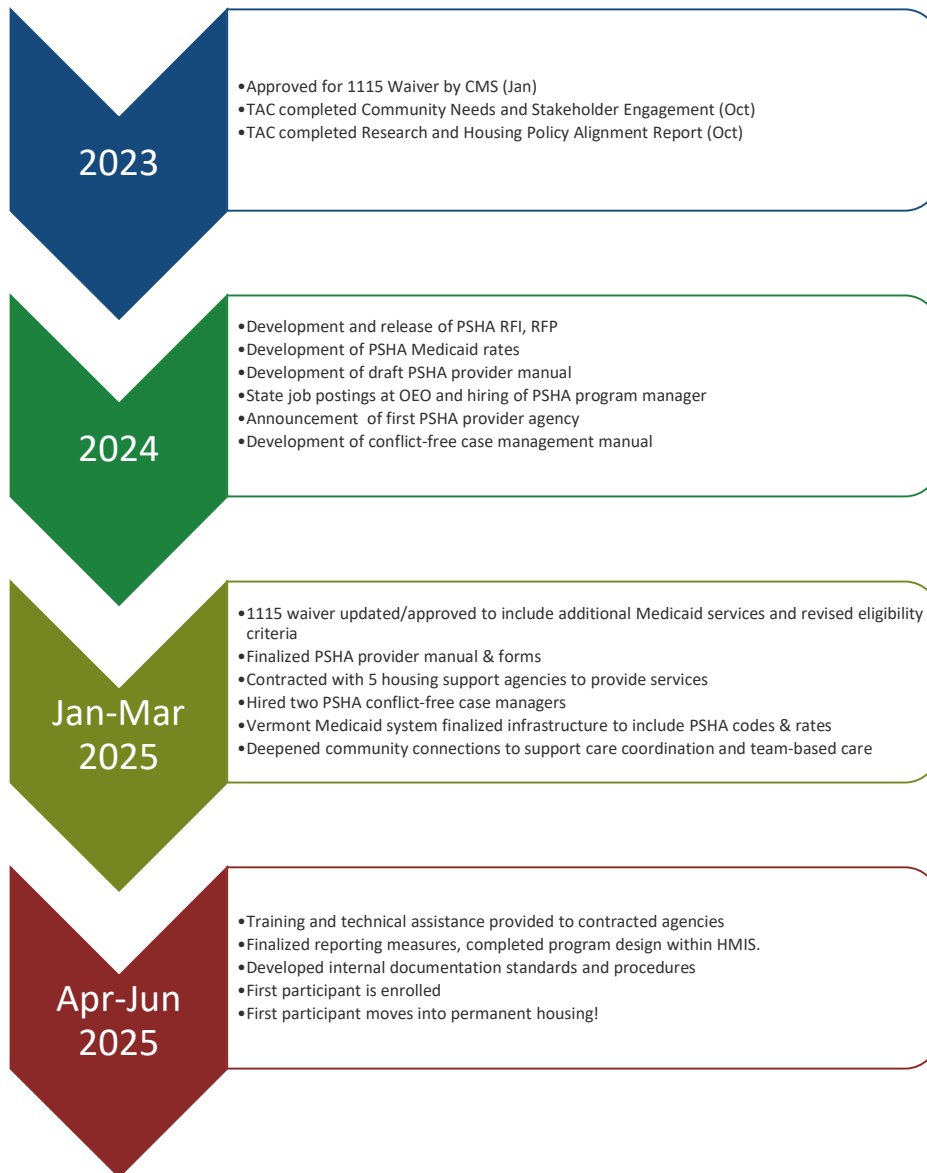 2023
•Approved for 1115 Waiver by CMS (Jan)
•TAC completed Community Needs and Stakeholder Engagement (Oct)
•TAC completed Research and Housing Policy Alignment Report (Oct)
2024
•Development and release of PSHA RFI, RFP
•Development of PSHA Medicaid rates
•Development of draft PSHA provider manual
•State job postings at OEO and hiring of PSHA program manager
•Announcement of first PSHA provider agency
•Development of conflict-free case management manual
Jan-Mar
2025
•1115 waiver updated/approved to include additional Medicaid services and revised eligibility
criteria
•Finalized PSHA provider manual & forms
•Contracted with 5 housing support agencies to provide services
•Hired two PSHA conflict-free case managers
•Vermont Medicaid system finalized infrastructure to include PSHA codes & rates
•Deepened community connections to support care coordination and team-based care
Apr-Jun
2025
•Training and technical assistance provided to contracted agencies
•Finalized reporting measures, completed program design within HMIS.
•Developed internal documentation standards and procedures
•First participant is enrolled
•First participant moves into permanent housing!